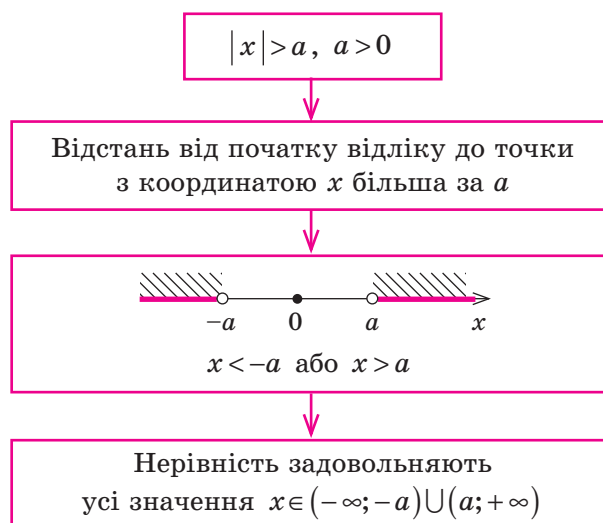 |x|>a, a>0
Відстань від початку відліку до точки
з координатою x більша за a
−a 0 a x
x<−a або x>a
Нерівність задовольняють
усі значення x∈(−∞;−a)∪(a;+∞)